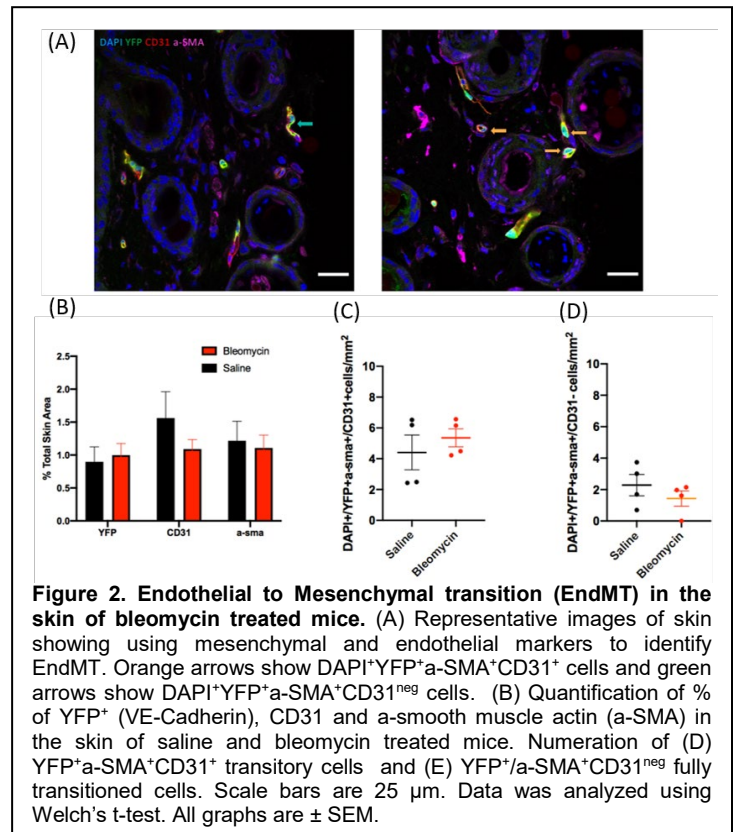 (A)
DAPI YFP CD31 a-SMA
(B)
(C)
(D)
% Total Skin Area
2.5
2.0
1.5
1.0
0.5
0.0
YFP
CD31
a-sma
Bleomycin
Saline
DAPI+/YFP+a-sma+/CD31+cells/mm²
10
8
6
4
2
0
Saline
Bleomycin
DAPI+/YFP+a-sma+/CD31- cells/mm²
10
8
6
4
2
0
Saline
Bleomycin
Figure 2. Endothelial to Mesenchymal transition (EndMT) in the
skin of bleomycin treated mice. (A) Representative images of skin
showing using mesenchymal and endothelial markers to identify
EndMT. Orange arrows show DAPI⁺YFP⁺a-SMA⁺CD31⁺ cells and green
arrows show DAPI⁺YFP⁺a-SMA⁺CD31ⁿᵉᵍ cells. (B) Quantification of %
of YFP⁺ (VE-Cadherin), CD31 and a-smooth muscle actin (a-SMA) in
the skin of saline and bleomycin treated mice. Numeration of (D)
YFP⁺a-SMA⁺CD31⁺ transitory cells and (E) YFP⁺/a-SMA⁺CD31ⁿᵉᵍ fully
transitioned cells. Scale bars are 25 µm. Data was analyzed using
Welch's t-test. All graphs are ± SEM.